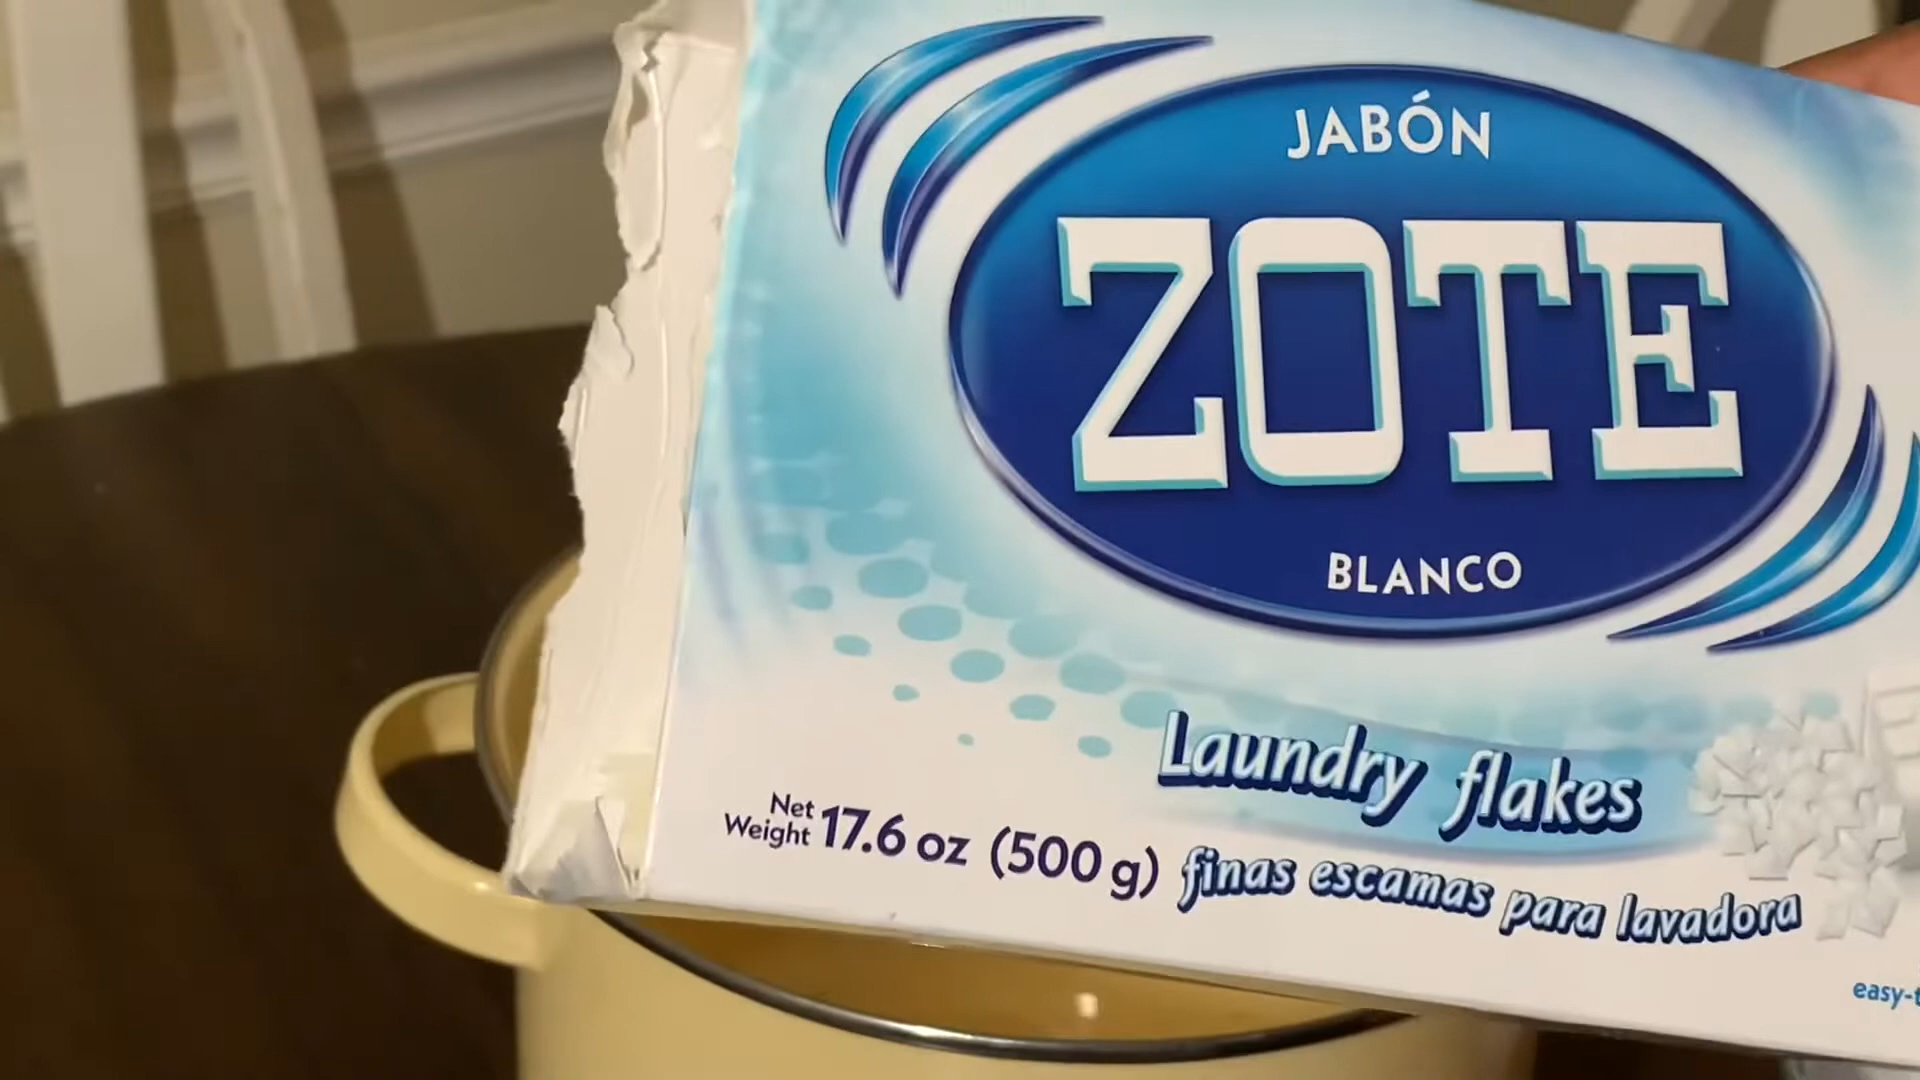 JABÓN
ZOTE
BLANCO
Laundry flakes
Net Weight 17.6 oz (500 g)
finas escamas para lavadora